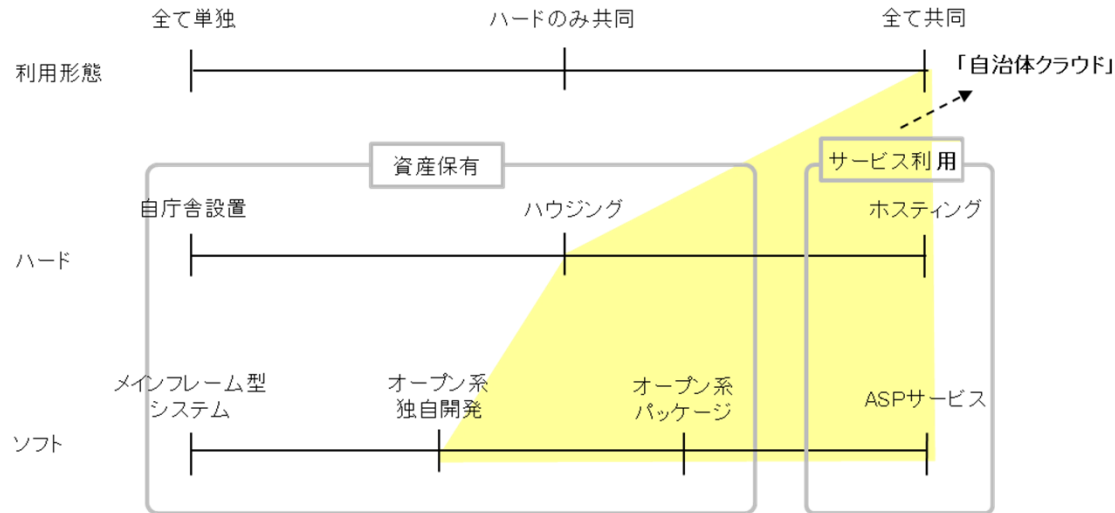 全て単独
ハードのみ共同
全て共同
利用形態
「自治体クラウド」
資産保有
サービス利用
自庁舎設置
ハウジング
ホスティング
ハード
メインフレーム型
システム
オープン系
独自開発
オープン系
パッケージ
ASPサービス
ソフト